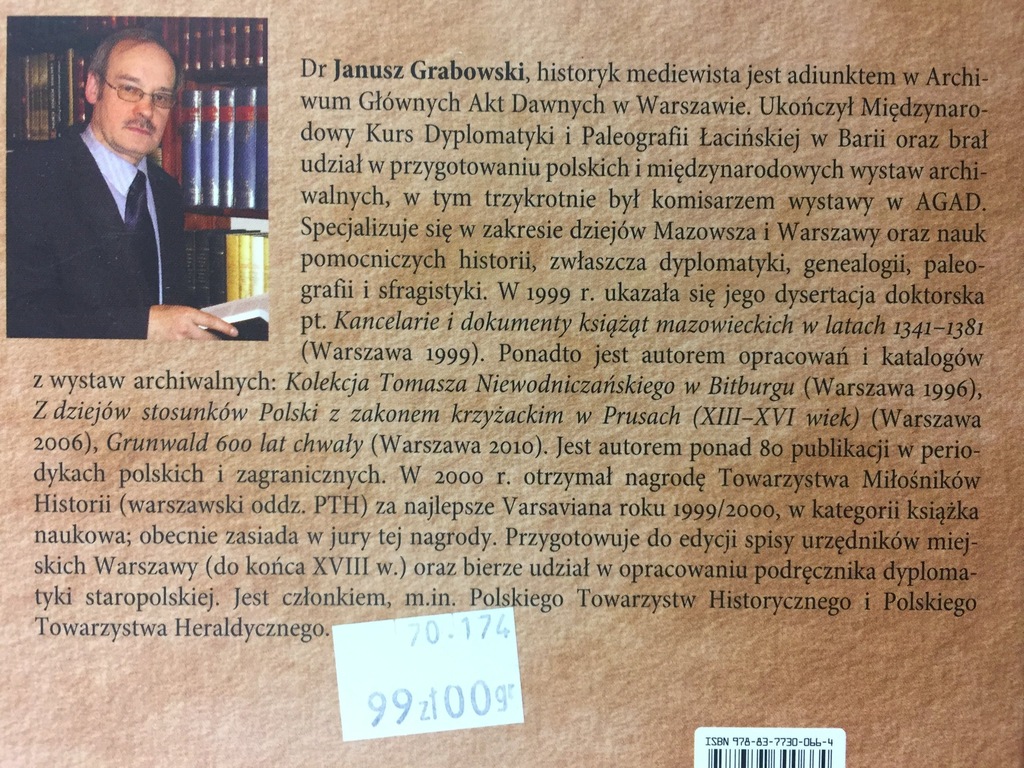 Dr Janusz Grabowski, historyk mediewista jest adiunktem w Archi-
wum Głównych Akt Dawnych w Warszawie. Ukończył Międzynaro-
dowy Kurs Dyplomatyki i Paleografii Łacińskiej w Barii oraz brał
udział w przygotowaniu polskich i międzynarodowych wystaw archi-
walnych, w tym trzykrotnie był komisarzem wystawy w AGAD.
Specjalizuje się w zakresie dziejów Mazowsza i Warszawy oraz nauk
pomocniczych historii, zwłaszcza dyplomatyki, genealogii, paleo-
grafii i sfragistyki. W 1999 r. ukazała się jego dysertacja doktorska
pt. Kancelarie i dokumenty książąt mazowieckich w latach 1341–1381
(Warszawa 1999). Ponadto jest autorem opracowań i katalogów
z wystaw archiwalnych: Kolekcja Tomasza Niewodniczańskiego w Bitburgu (Warszawa 1996),
Z dziejów stosunków Polski z zakonem krzyżackim w Prusach (XIII–XVI wiek) (Warszawa
2006), Grunwald 600 lat chwały (Warszawa 2010). Jest autorem ponad 80 publikacji w perio-
dykach polskich i zagranicznych. W 2000 r. otrzymał nagrodę Towarzystwa Miłośników
Historii (warszawski oddz. PTH) za najlepsze Varsaviana roku 1999/2000, w kategorii książka
naukowa; obecnie zasiada w jury tej nagrody. Przygotowuje do edycji spisy urzędników miej-
skich Warszawy (do końca XVIII w.) oraz bierze udział w opracowaniu podręcznika dyploma-
tyki staropolskiej. Jest członkiem, m.in. Polskiego Towarzystw Historycznego i Polskiego
Towarzystwa Heraldycznego.
70.174
99zł00gr
ISBN 978-83-7730-066-4